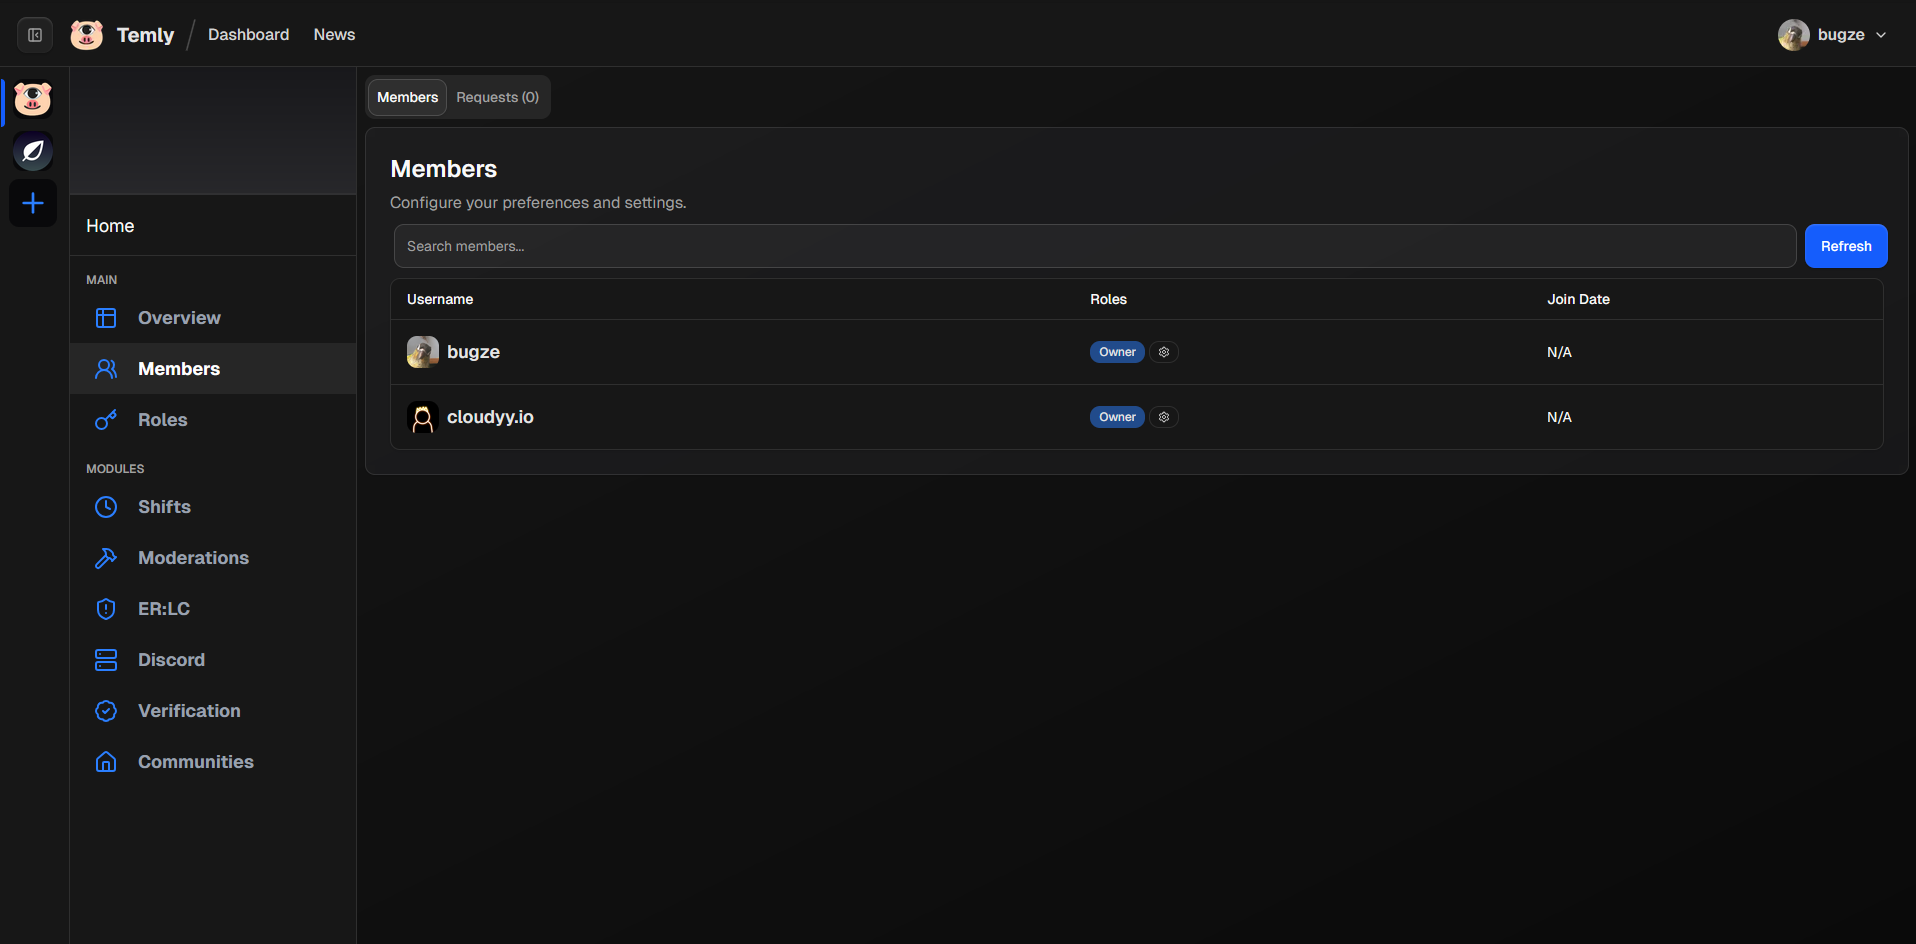 Temly
Dashboard
News
bugze
Members
Requests (0)
Home
MAIN
Overview
Members
Roles
MODULES
Shifts
Moderations
ER:LC
Discord
Verification
Communities
Members
Configure your preferences and settings.
Search members...
Refresh
Username Roles Join Date
bugze Owner N/A
cloudyy.io Owner N/A